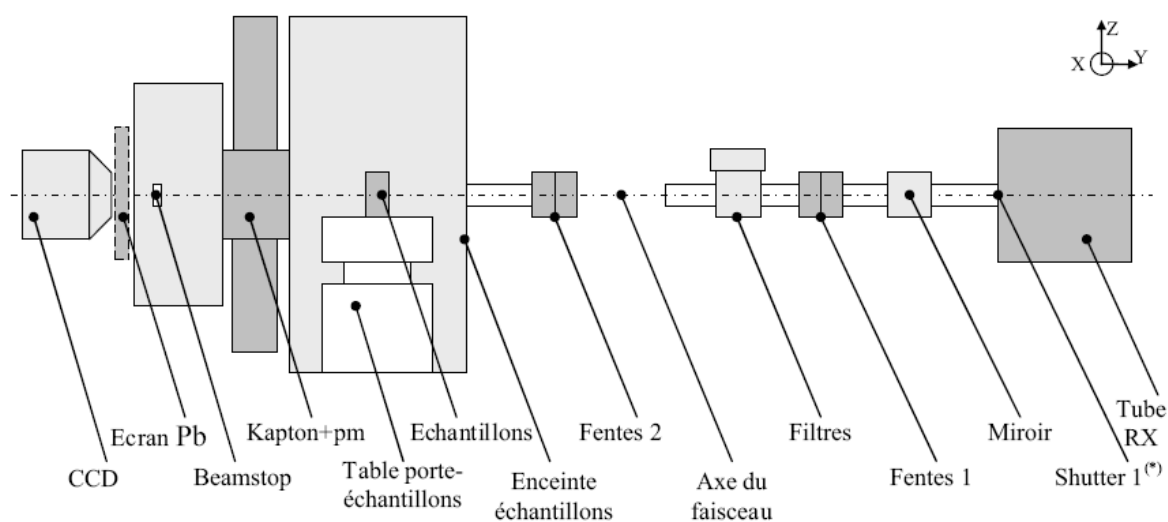 Z
X
Y
Ecran Pb
Kapton+pm
Echantillons
Fentes 2
Filtres
Miroir
Tube
RX
CCD
Beamstop
Table porte-
échantillons
Enceinte
échantillons
Axe du
faisceau
Fentes 1
Shutter 1(*)